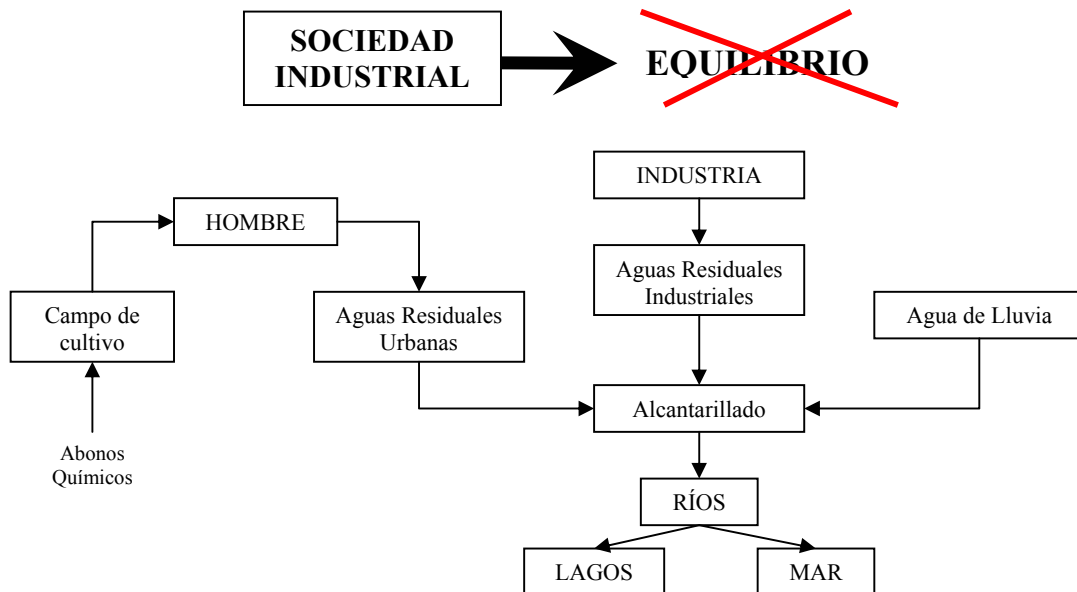 SOCIEDAD
INDUSTRIAL
EQUILIBRIO
INDUSTRIA
HOMBRE
Aguas Residuales
Industriales
Campo de
cultivo
Aguas Residuales
Urbanas
Agua de Lluvia
Alcantarillado
Abonos
Químicos
RÍOS
LAGOS
MAR